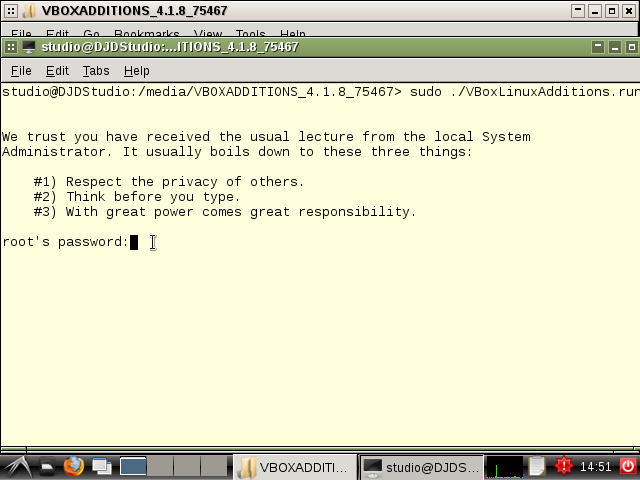 VBOXADDITIONS_4.1.8_75467
File Edit Go Bookmarks View Tools Help
studio@DJDStudio:...ITIONS_4.1.8_75467
File Edit Tabs Help
studio@DJDStudio:/media/VBOXADDITIONS_4.1.8_75467> sudo ./VBoxLinuxAdditions.run
We trust you have received the usual lecture from the local System
Administrator. It usually boils down to these three things:
#1) Respect the privacy of others.
#2) Think before you type.
#3) With great power comes great responsibility.
root's password:
VBOXADDITI... studio@DJDS... 14:51